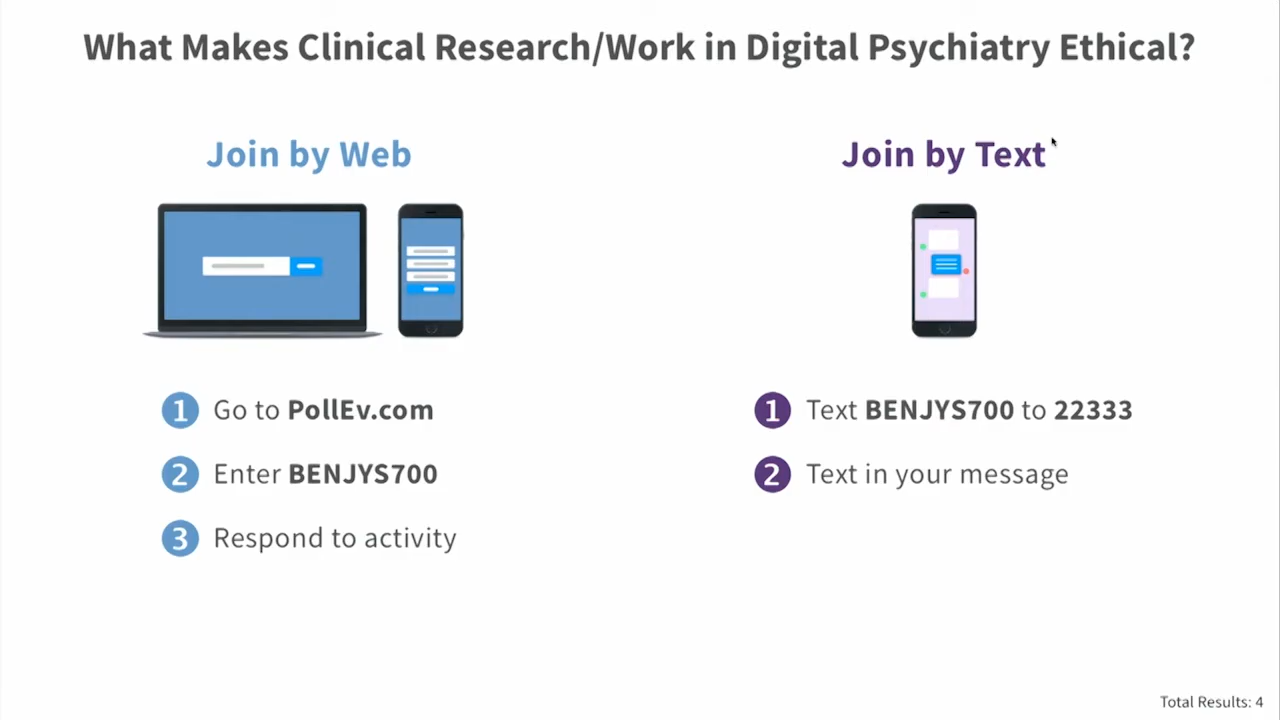 What Makes Clinical Research/Work in Digital Psychiatry Ethical?
Join by Web
1 Go to PollEv.com
2 Enter BENJYS700
3 Respond to activity
Join by Text
1 Text BENJYS700 to 22333
2 Text in your message
Total Results: 4